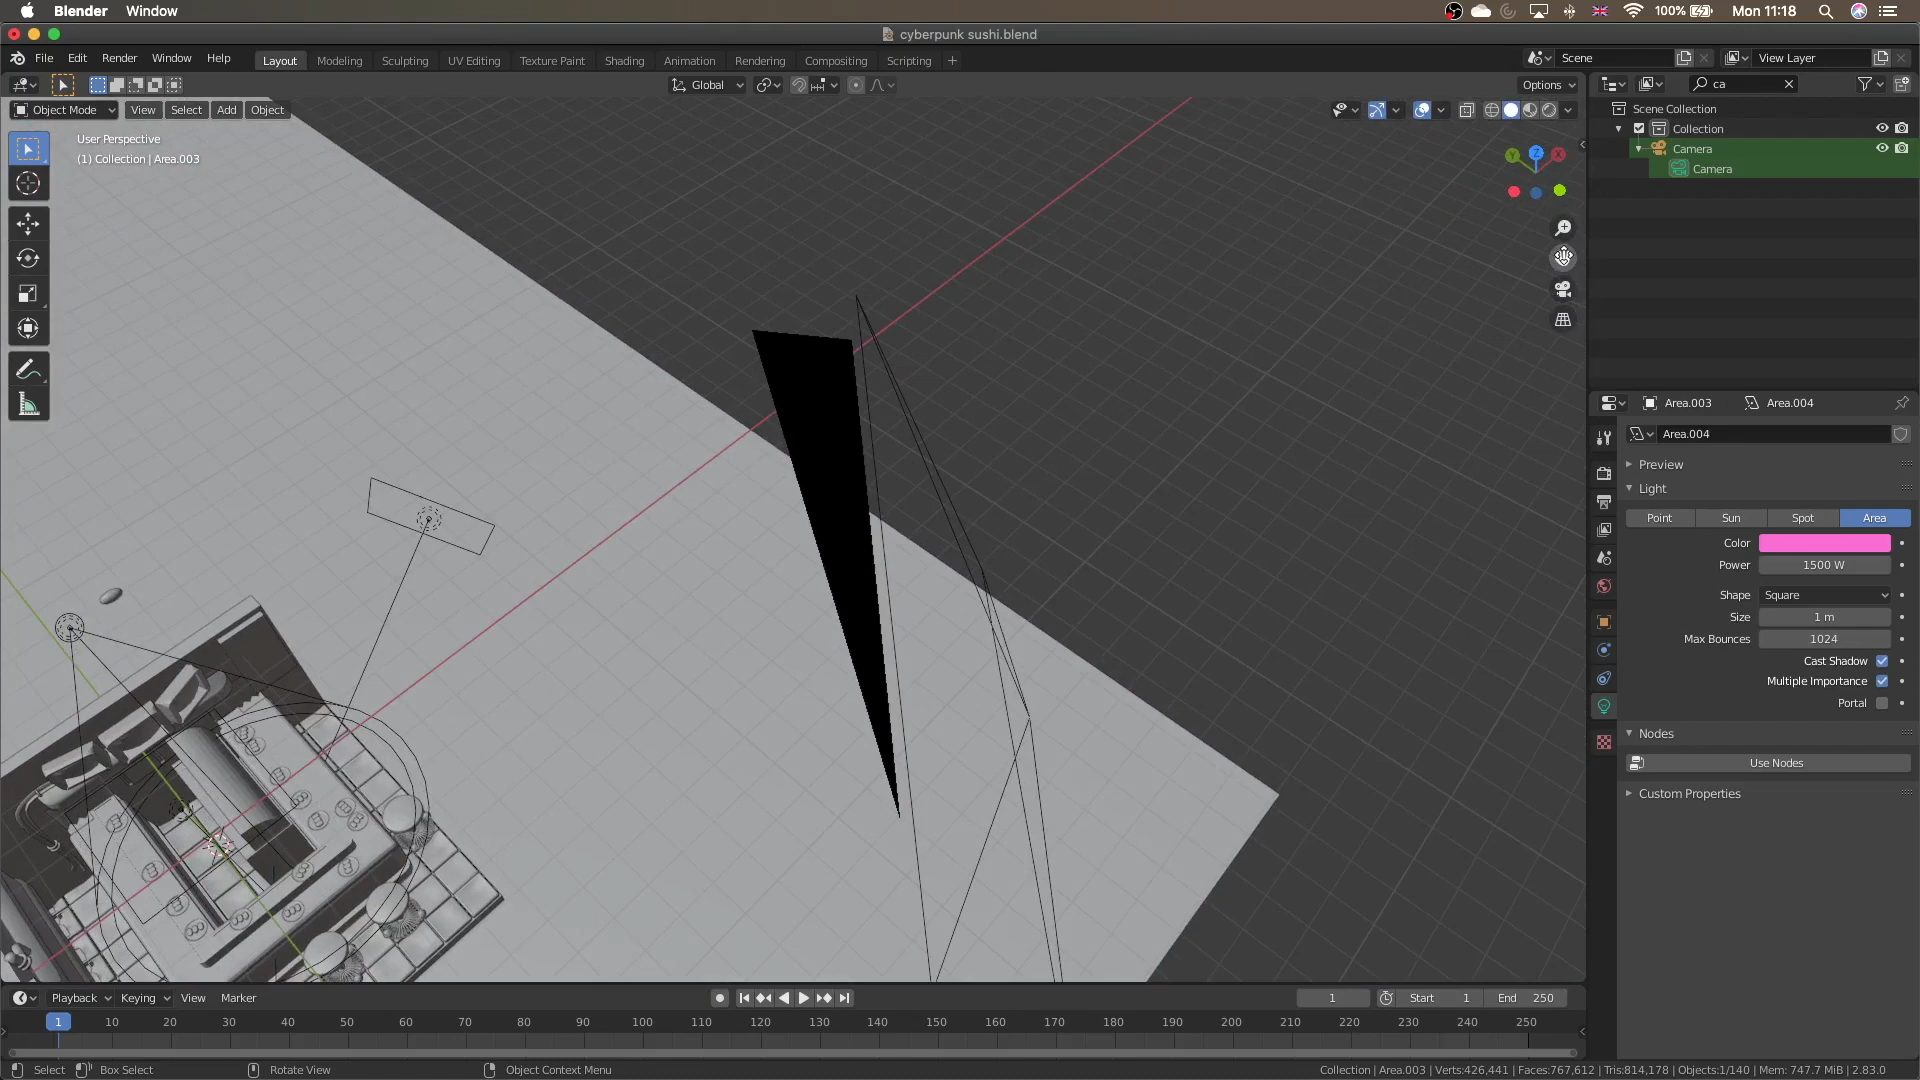 Blender Window 100% Mon 11:18
cyberpunk sushi.blend
File Edit Render Window Help Layout Modeling Sculpting UV Editing Texture Paint Shading Animation Rendering Compositing Scripting + Scene View Layer
Global Options ca
Object Mode View Select Add Object
Scene Collection
Collection
Camera
Camera
User Perspective
(1) Collection | Area.003
Y Z X
Area.003 Area.004
Area.004
Preview
Light
Point Sun Spot Area
Color
Power 1500 W
Shape Square
Size 1 m
Max Bounces 1024
Cast Shadow
Multiple Importance
Portal
Nodes
Use Nodes
Custom Properties
Playback Keying View Marker 1 Start 1 End 250
1 10 20 30 40 50 60 70 80 90 100 110 120 130 140 150 160 170 180 190 200 210 220 230 240 250
Select Box Select Rotate View Object Context Menu Collection | Area.003 | Verts:426,441 | Faces:767,612 | Tris:814,178 | Objects:1/140 | Mem: 747.7 MiB | 2.83.0